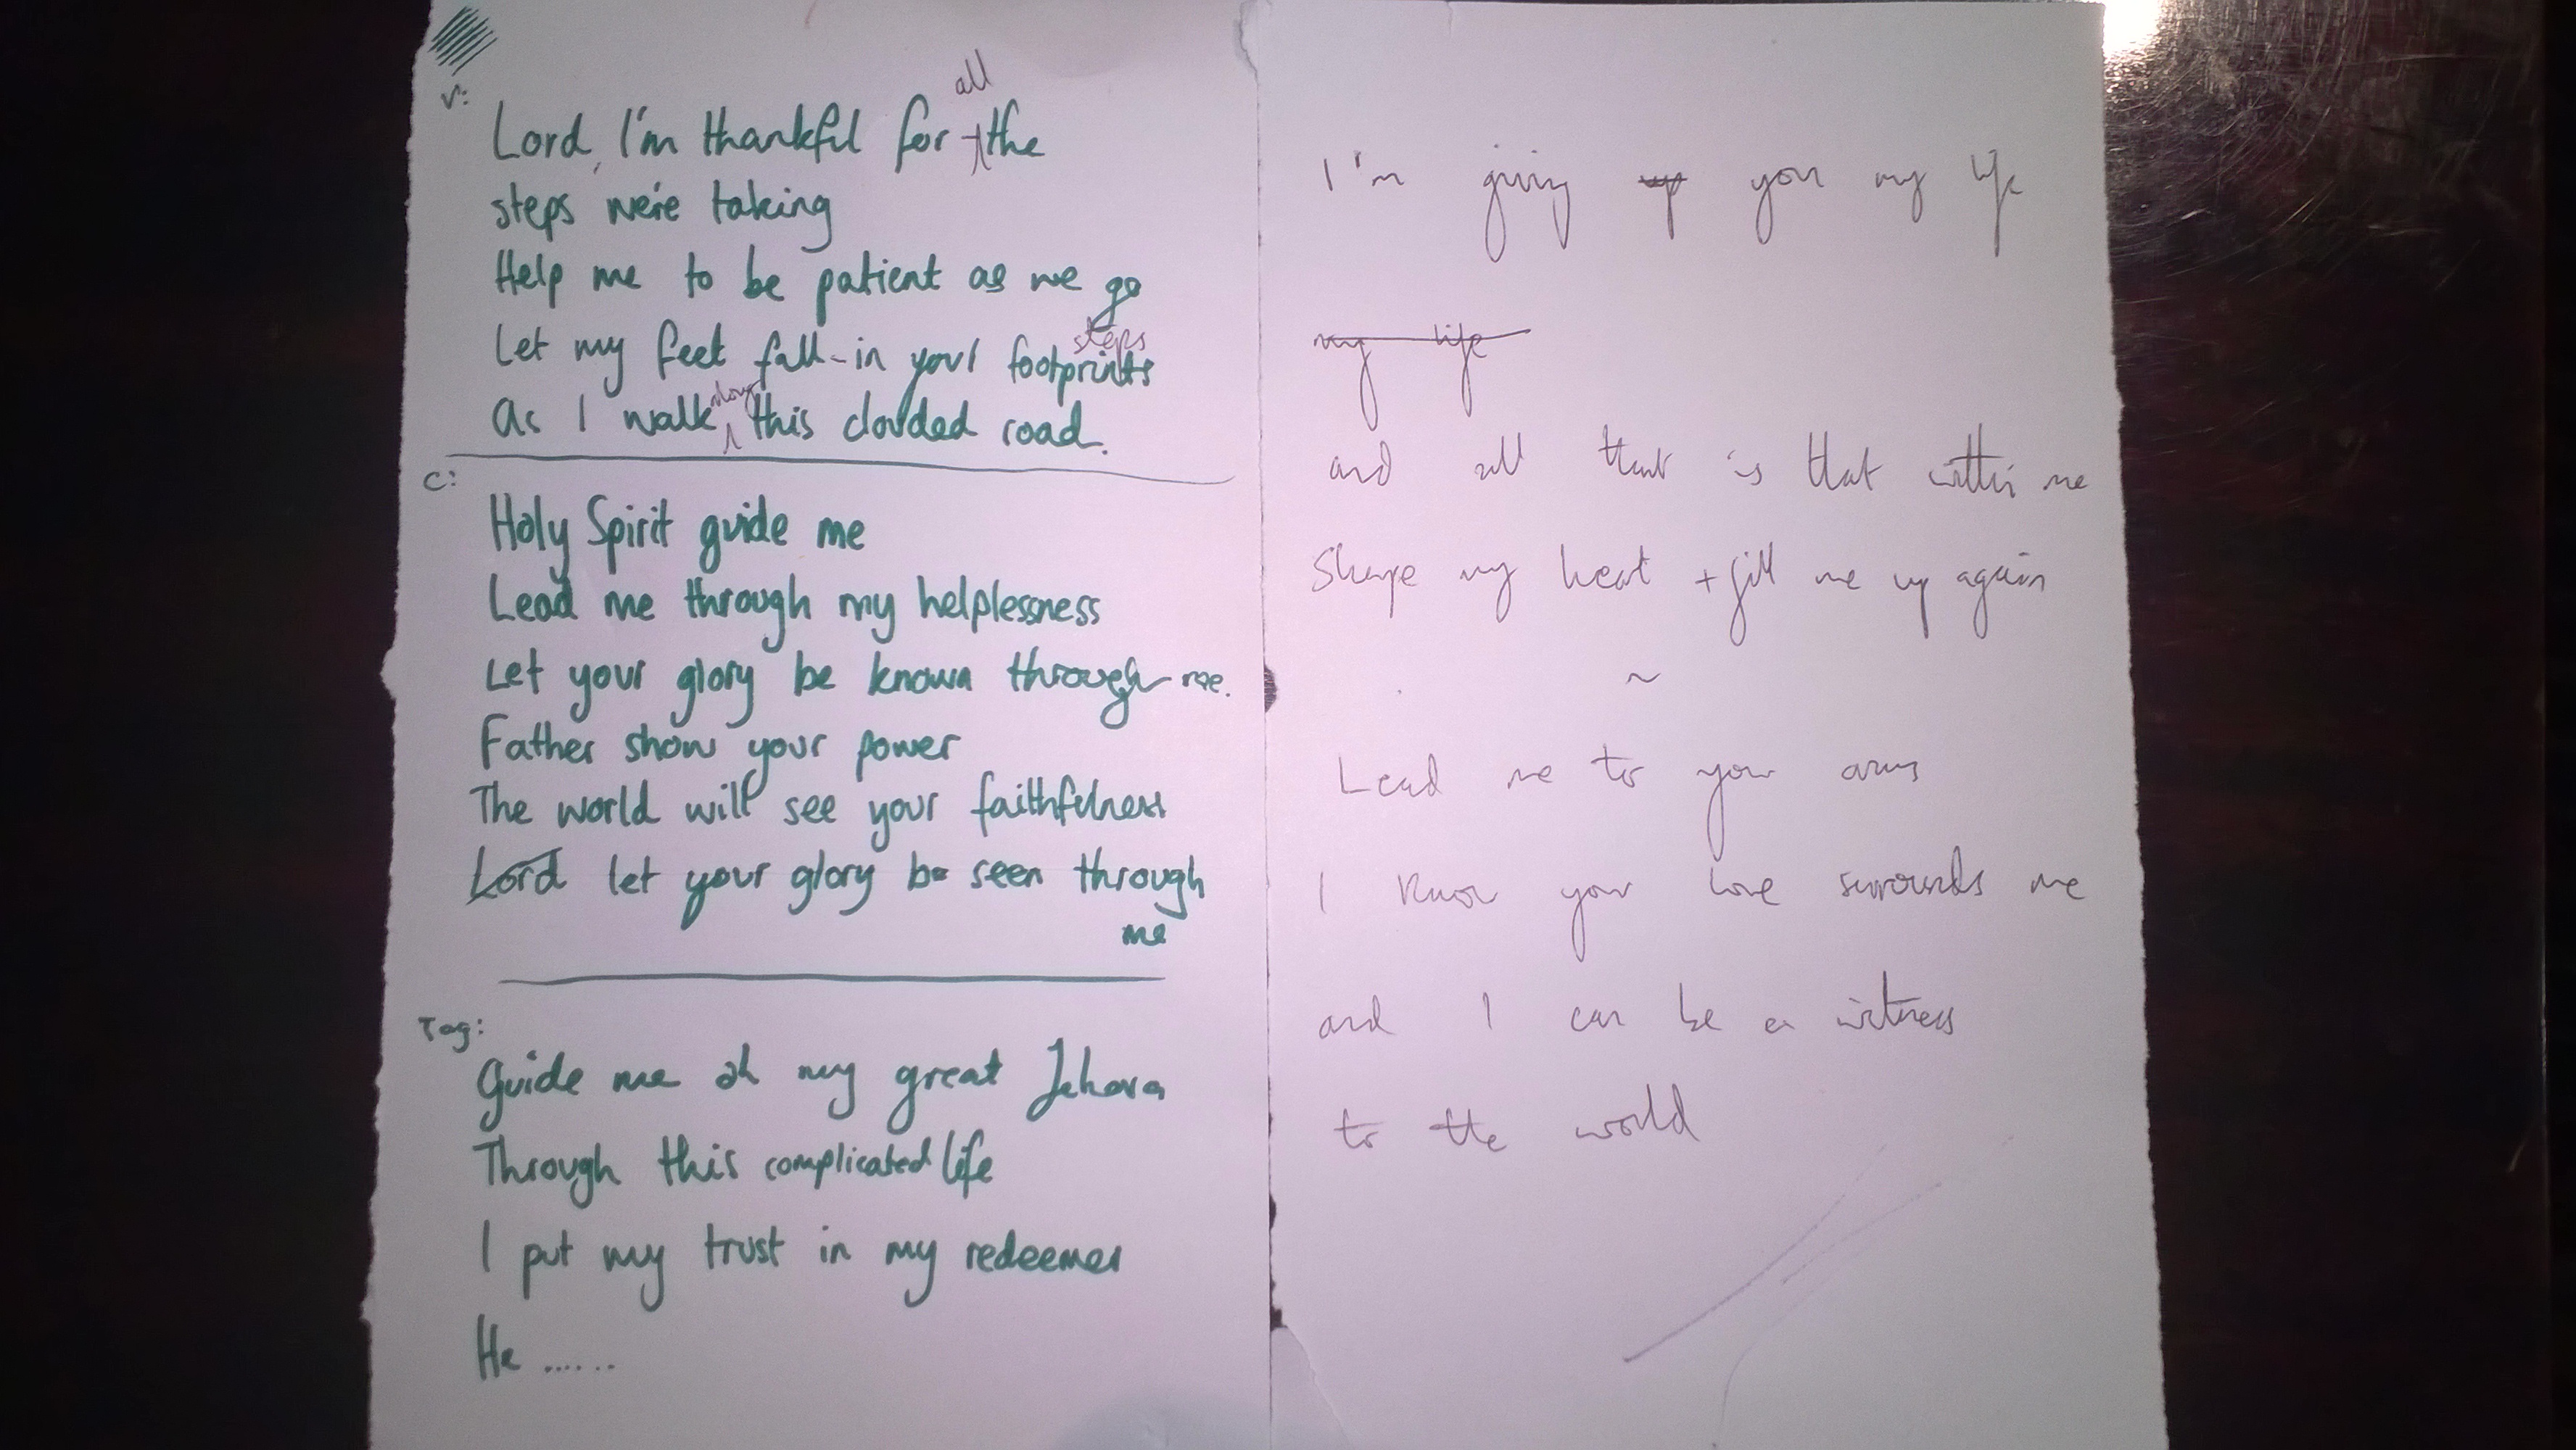 V:
Lord, I'm thankful for all the
steps we're taking
Help me to be patient as we go
Let my feet fall in your footprints steps
As I walk along this clouded road.
C:
Holy Spirit guide me
Lead me through my helplessness
Let your glory be known through me.
Father show your power
The world will see your faithfulness
Lord let your glory be seen through
me
Tag:
Guide me oh my great Jehova
Through this complicated life
I put my trust in my redeemer
He ......
I'm giving up you my life
my life
and all that is that within me
Shape my heart + fill me up again
~
Lead me to your arms
I know your love surrounds me
and I can be a witness
to the world